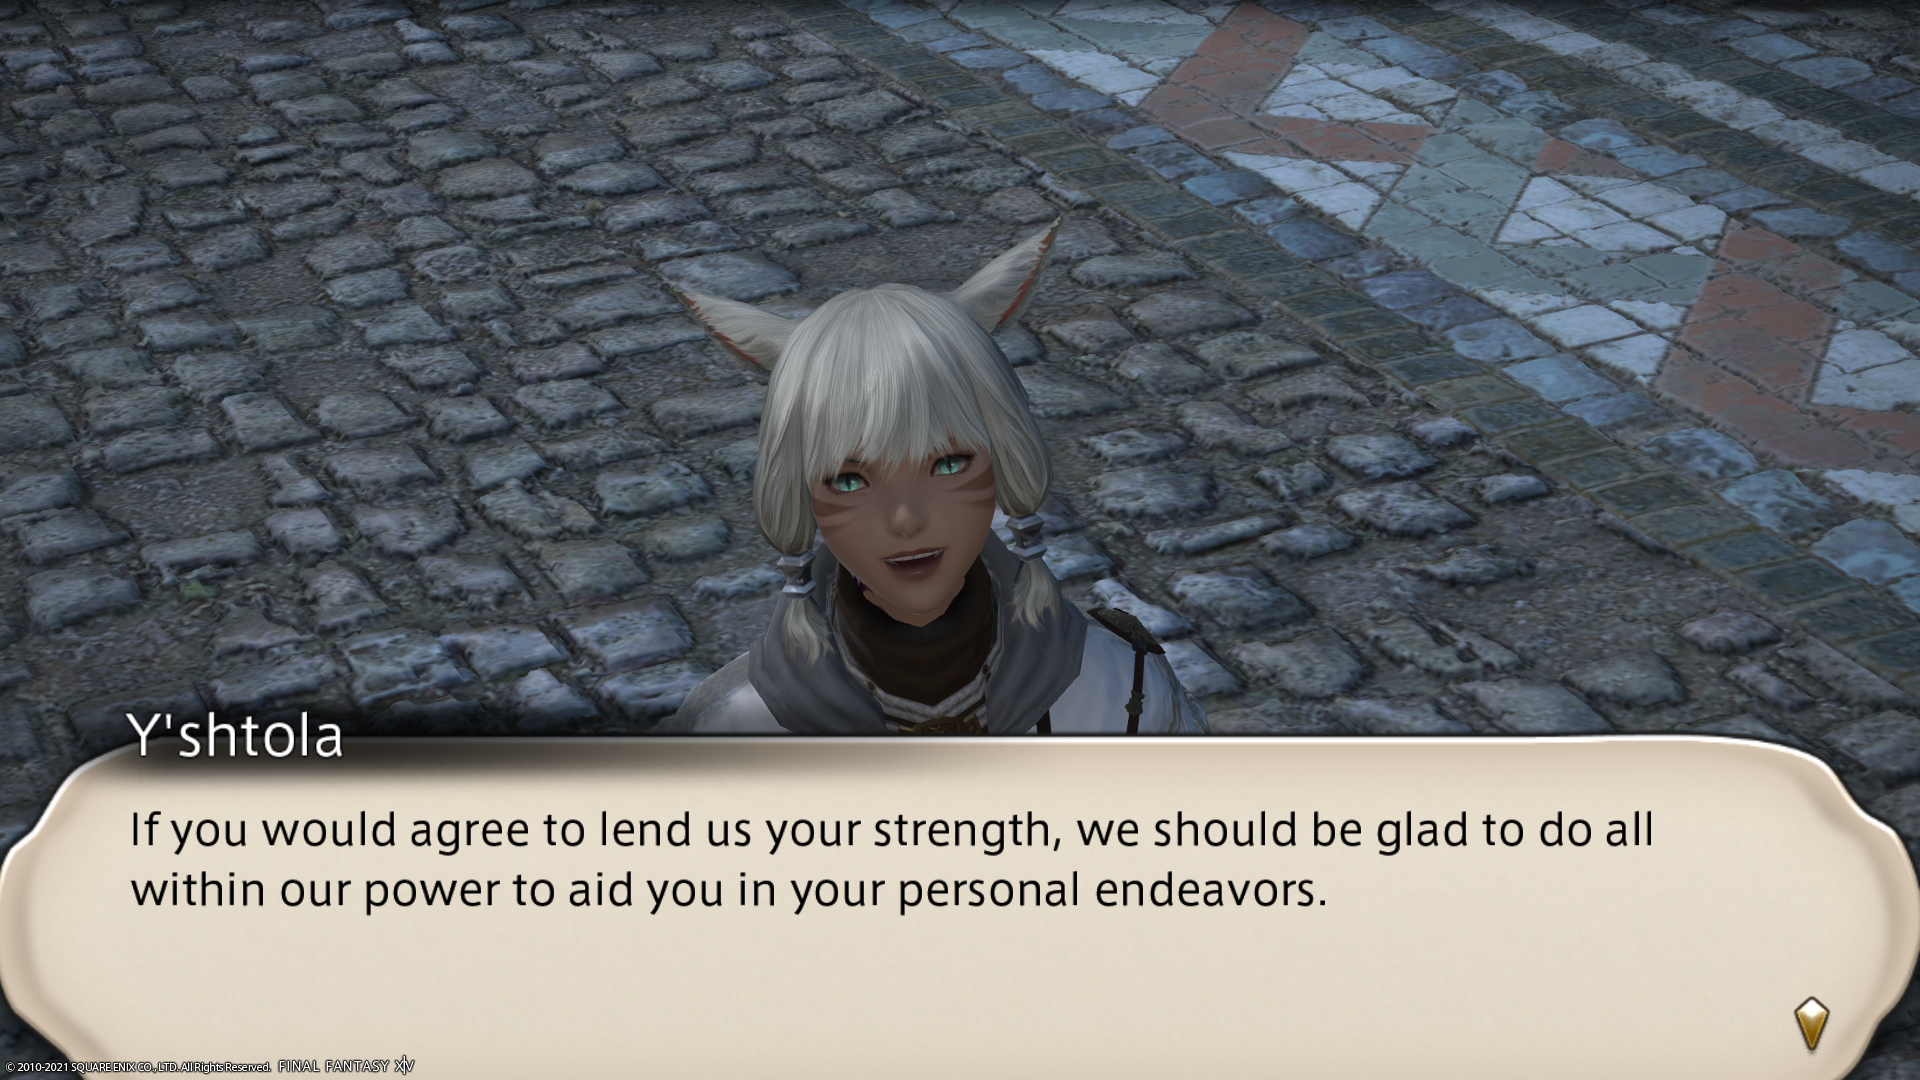 Y'shtola
If you would agree to lend us your strength, we should be glad to do all
within our power to aid you in your personal endeavors.
© 2010-2021 SQUARE ENIX CO., LTD. All Rights Reserved. FINAL FANTASY XIV